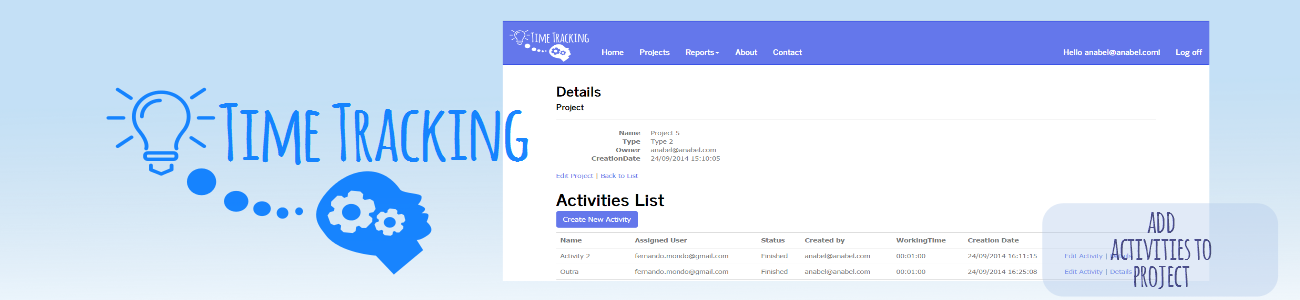 TIME TRACKING
TIME TRACKING
Home Projects Reports About Contact Hello anabel@anabel.com! Log off
Details
Project
Name Project 5
Type Type 2
Owner anabel@anabel.com
CreationDate 24/09/2014 15:10:05
Edit Project | Back to List
Activities List
Create New Activity
Name Assigned User Status Created by WorkingTime Creation Date
Activity 2 fernando.mondo@gmail.com Finished anabel@anabel.com 00:01:00 24/09/2014 16:11:15 Edit Activity |
Outra fernando.mondo@gmail.com Finished anabel@anabel.com 00:01:00 24/09/2014 16:25:08 Edit Activity | Details
ADD
ACTIVITIES TO
PROJECT